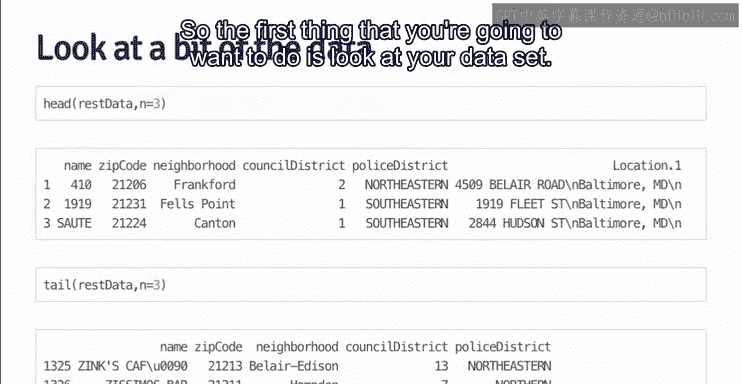 So the first thing that you're going to
want to do is look at your data set.
Look at a bit of the data
head(restData,n=3)
name zipCode neighborhood councilDistrict policeDistrict Location.1
1 410 21206 Frankford 2 NORTHEASTERN 4509 BELAIR ROAD\nBaltimore, MD\n
2 1919 21231 Fells Point 1 SOUTHEASTERN 1919 FLEET ST\nBaltimore, MD\n
3 SAUTE 21224 Canton 1 SOUTHEASTERN 2844 HUDSON ST\nBaltimore, MD\n
tail(restData,n=3)
name zipCode neighborhood councilDistrict policeDistrict
1325 ZINK'S CAF\u0090 21213 Belair-Edison 13 NORTHEASTERN